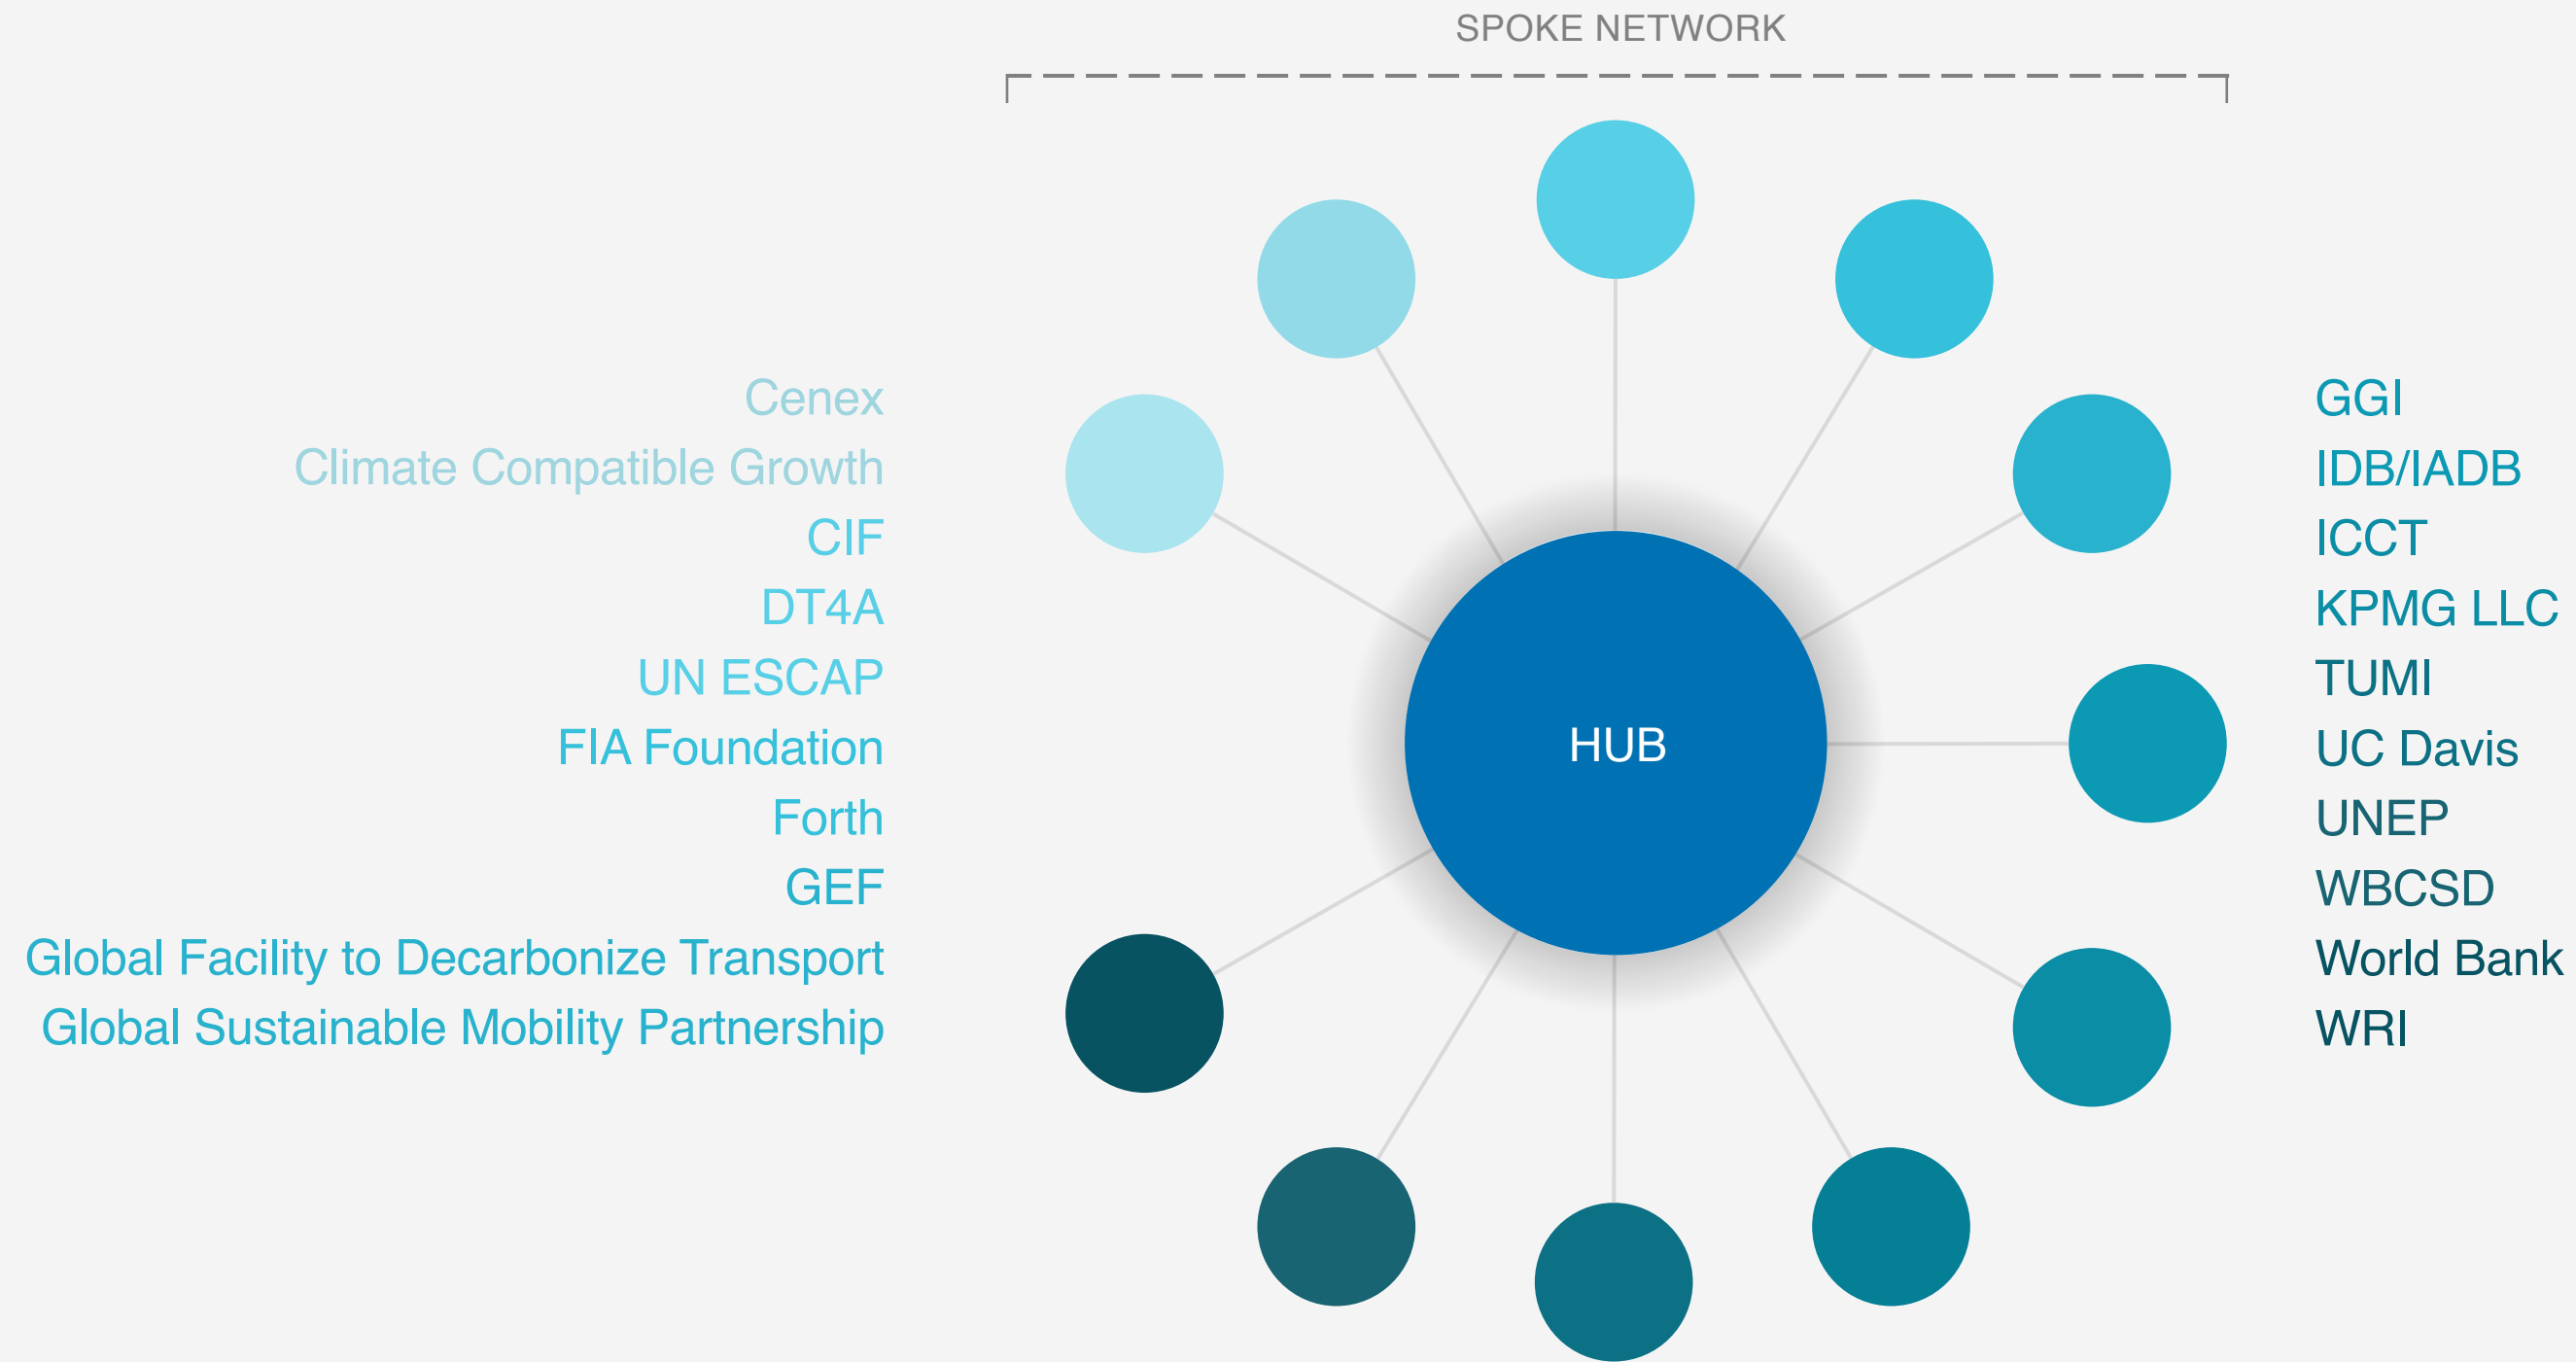 SPOKE NETWORK
Cenex
Climate Compatible Growth
CIF
DT4A
UN ESCAP
FIA Foundation
Forth
GEF
Global Facility to Decarbonize Transport
Global Sustainable Mobility Partnership
HUB
GGI
IDB/IADB
ICCT
KPMG LLC
TUMI
UC Davis
UNEP
WBCSD
World Bank
WRI